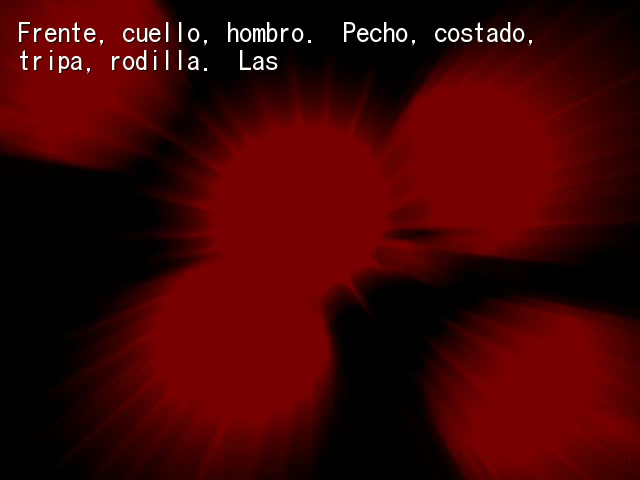 Frente, cuello, hombro.  Pecho, costado,
tripa, rodilla.  Las